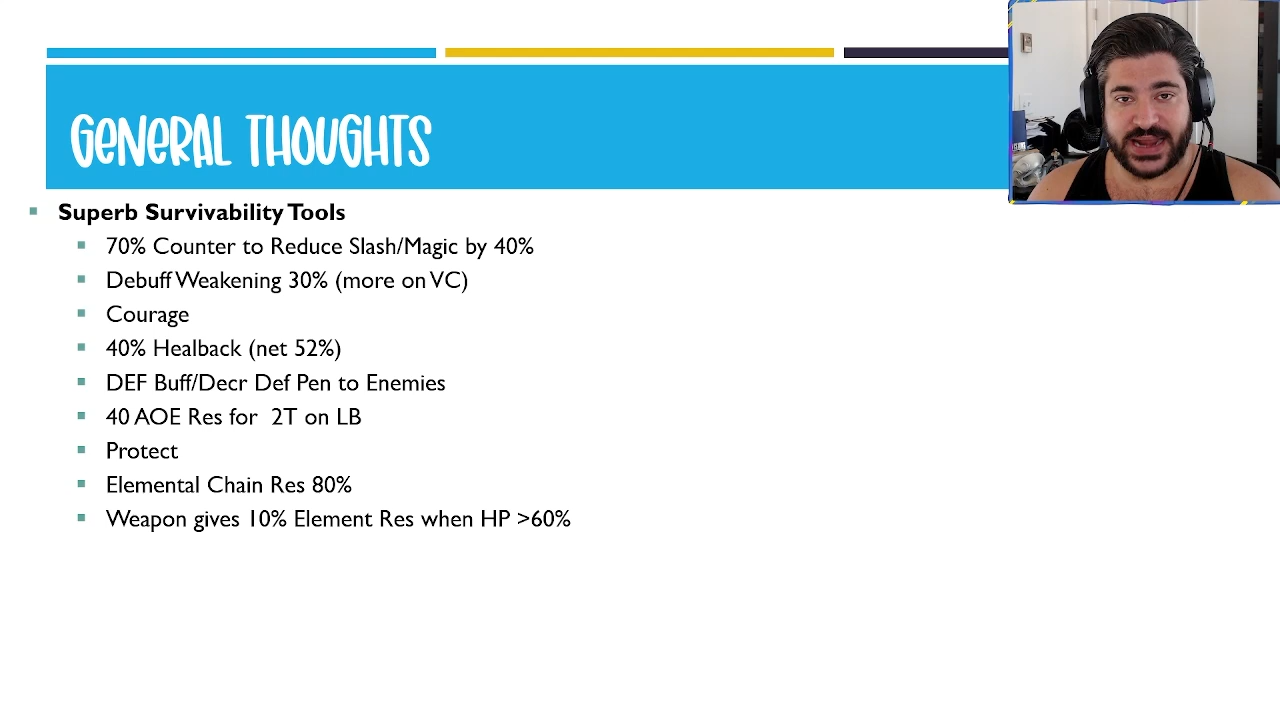 GENERAL THOUGHTS
Superb Survivability Tools
70% Counter to Reduce Slash/Magic by 40%
Debuff Weakening 30% (more on VC)
Courage
40% Healback (net 52%)
DEF Buff/Decr Def Pen to Enemies
40 AOE Res for 2T on LB
Protect
Elemental Chain Res 80%
Weapon gives 10% Element Res when HP >60%